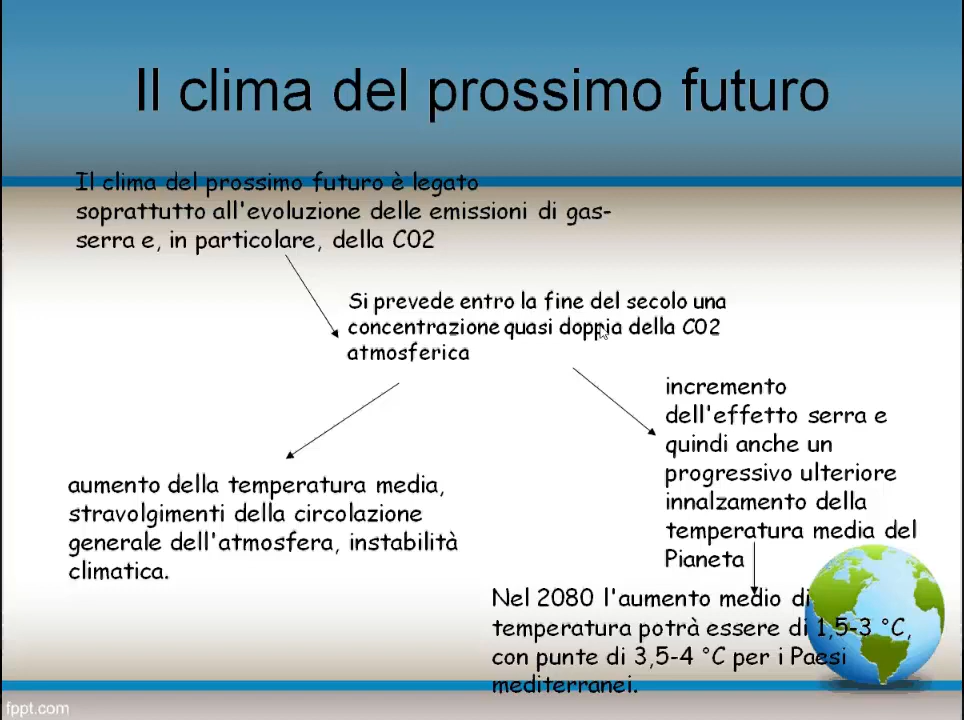 Il clima del prossimo futuro
Il clima del prossimo futuro è legato
soprattutto all'evoluzione delle emissioni di gas-
serra e, in particolare, della C02
Si prevede entro la fine del secolo una
concentrazione quasi doppia della C02
atmosferica
incremento
dell'effetto serra e
quindi anche un
progressivo ulteriore
innalzamento della
temperatura media del
Pianeta
aumento della temperatura media,
stravolgimenti della circolazione
generale dell'atmosfera, instabilità
climatica.
Nel 2080 l'aumento medio di
temperatura potrà essere di 1,5-3 °C,
con punte di 3,5-4 °C per i Paesi
mediterranei.
fppt.com